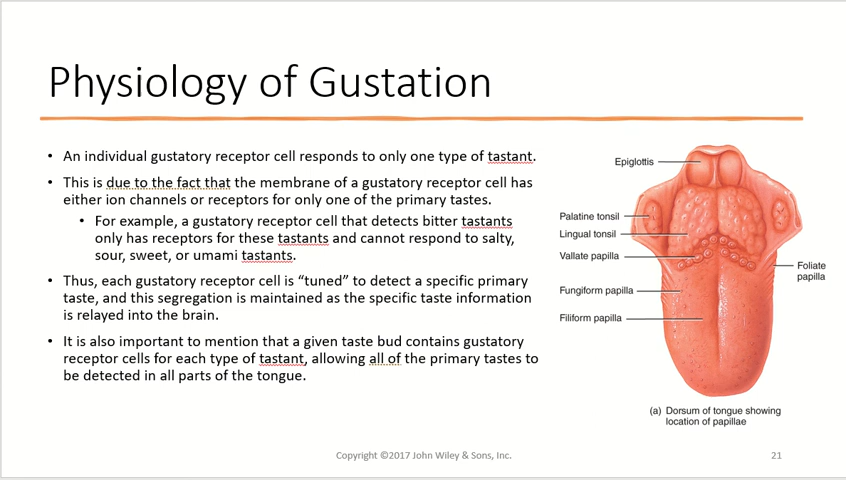 Physiology of Gustation
• An individual gustatory receptor cell responds to only one type of tastant.
• This is due to the fact that the membrane of a gustatory receptor cell has
either ion channels or receptors for only one of the primary tastes.
• For example, a gustatory receptor cell that detects bitter tastants
only has receptors for these tastants and cannot respond to salty,
sour, sweet, or umami tastants.
• Thus, each gustatory receptor cell is “tuned” to detect a specific primary
taste, and this segregation is maintained as the specific taste information
is relayed into the brain.
• It is also important to mention that a given taste bud contains gustatory
receptor cells for each type of tastant, allowing all of the primary tastes to
be detected in all parts of the tongue.
Epiglottis
Palatine tonsil
Lingual tonsil
Vallate papilla
Fungiform papilla
Filiform papilla
Foliate
papilla
(a) Dorsum of tongue showing
location of papillae
Copyright ©2017 John Wiley & Sons, Inc.
21